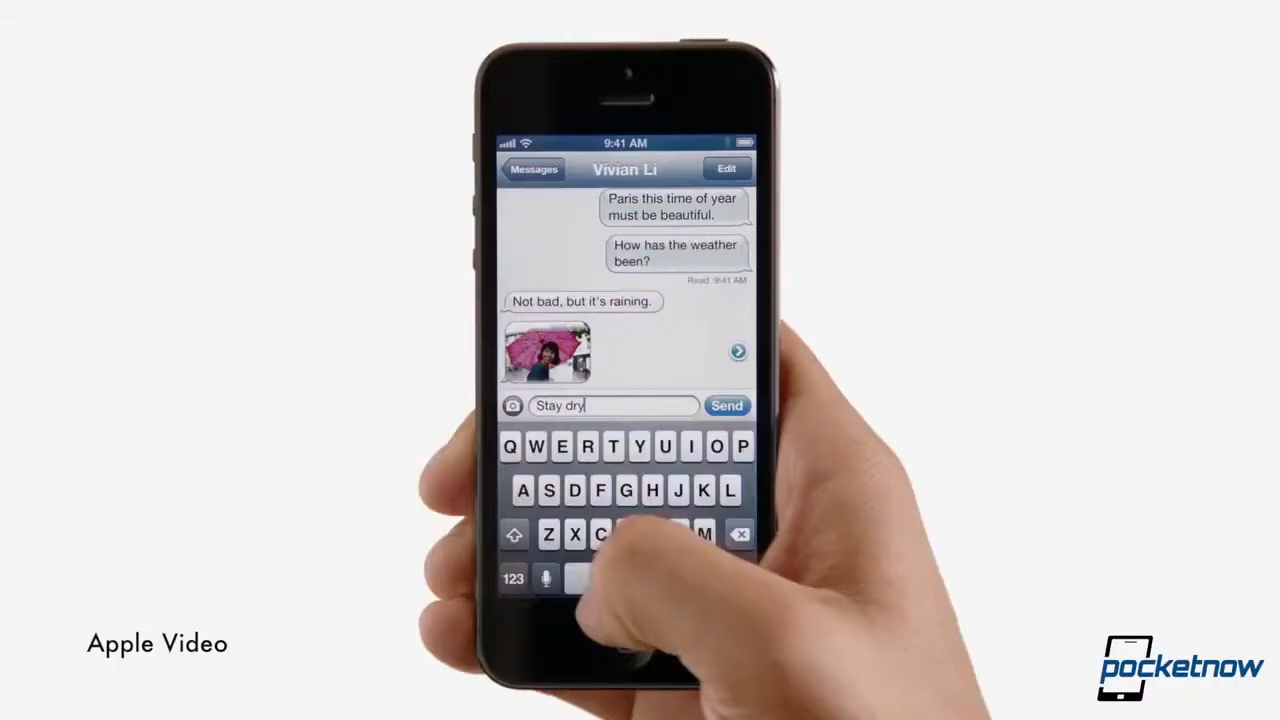 9:41 AM
Messages
Vivian Li
Edit
Paris this time of year
must be beautiful.
How has the weather
been?
Read 9:41 AM
Not bad, but it's raining.
Stay dry
Send
Q W E R T Y U I O P
A S D F G H J K L
Z X C M
123
Apple Video
pocketnow